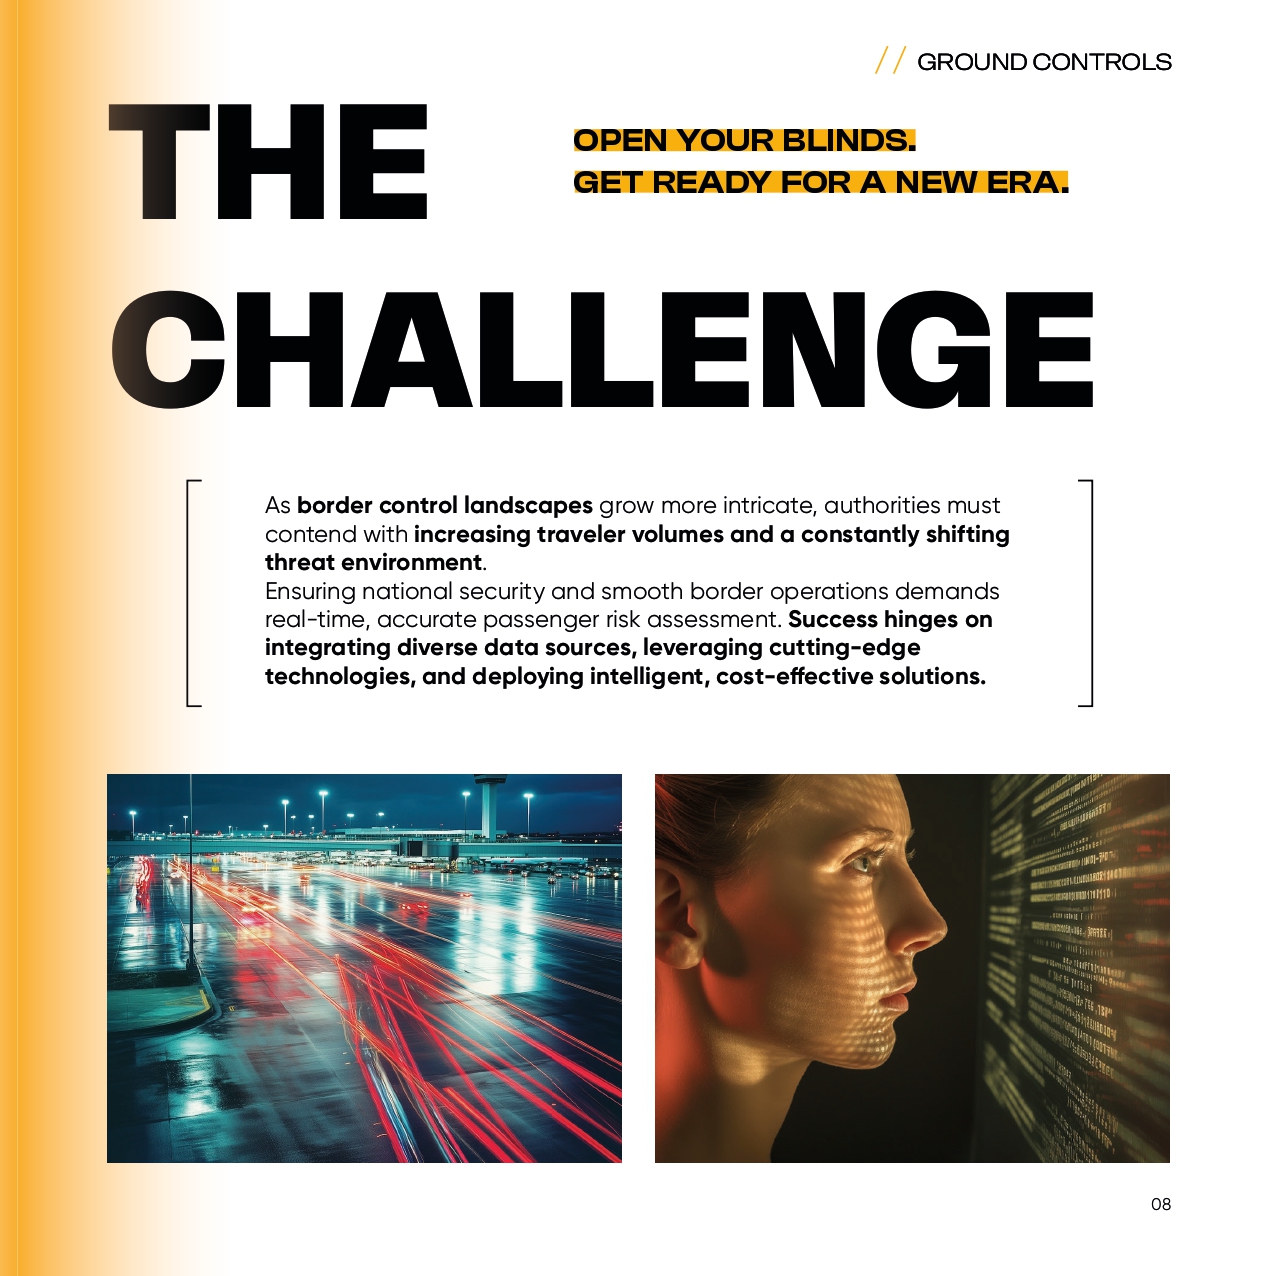 // GROUND CONTROLS
THE
OPEN YOUR BLINDS.
GET READY FOR A NEW ERA.
CHALLENGE
As border control landscapes grow more intricate, authorities must
contend with increasing traveler volumes and a constantly shifting
threat environment.
Ensuring national security and smooth border operations demands
real-time, accurate passenger risk assessment. Success hinges on
integrating diverse data sources, leveraging cutting-edge
technologies, and deploying intelligent, cost-effective solutions.
08